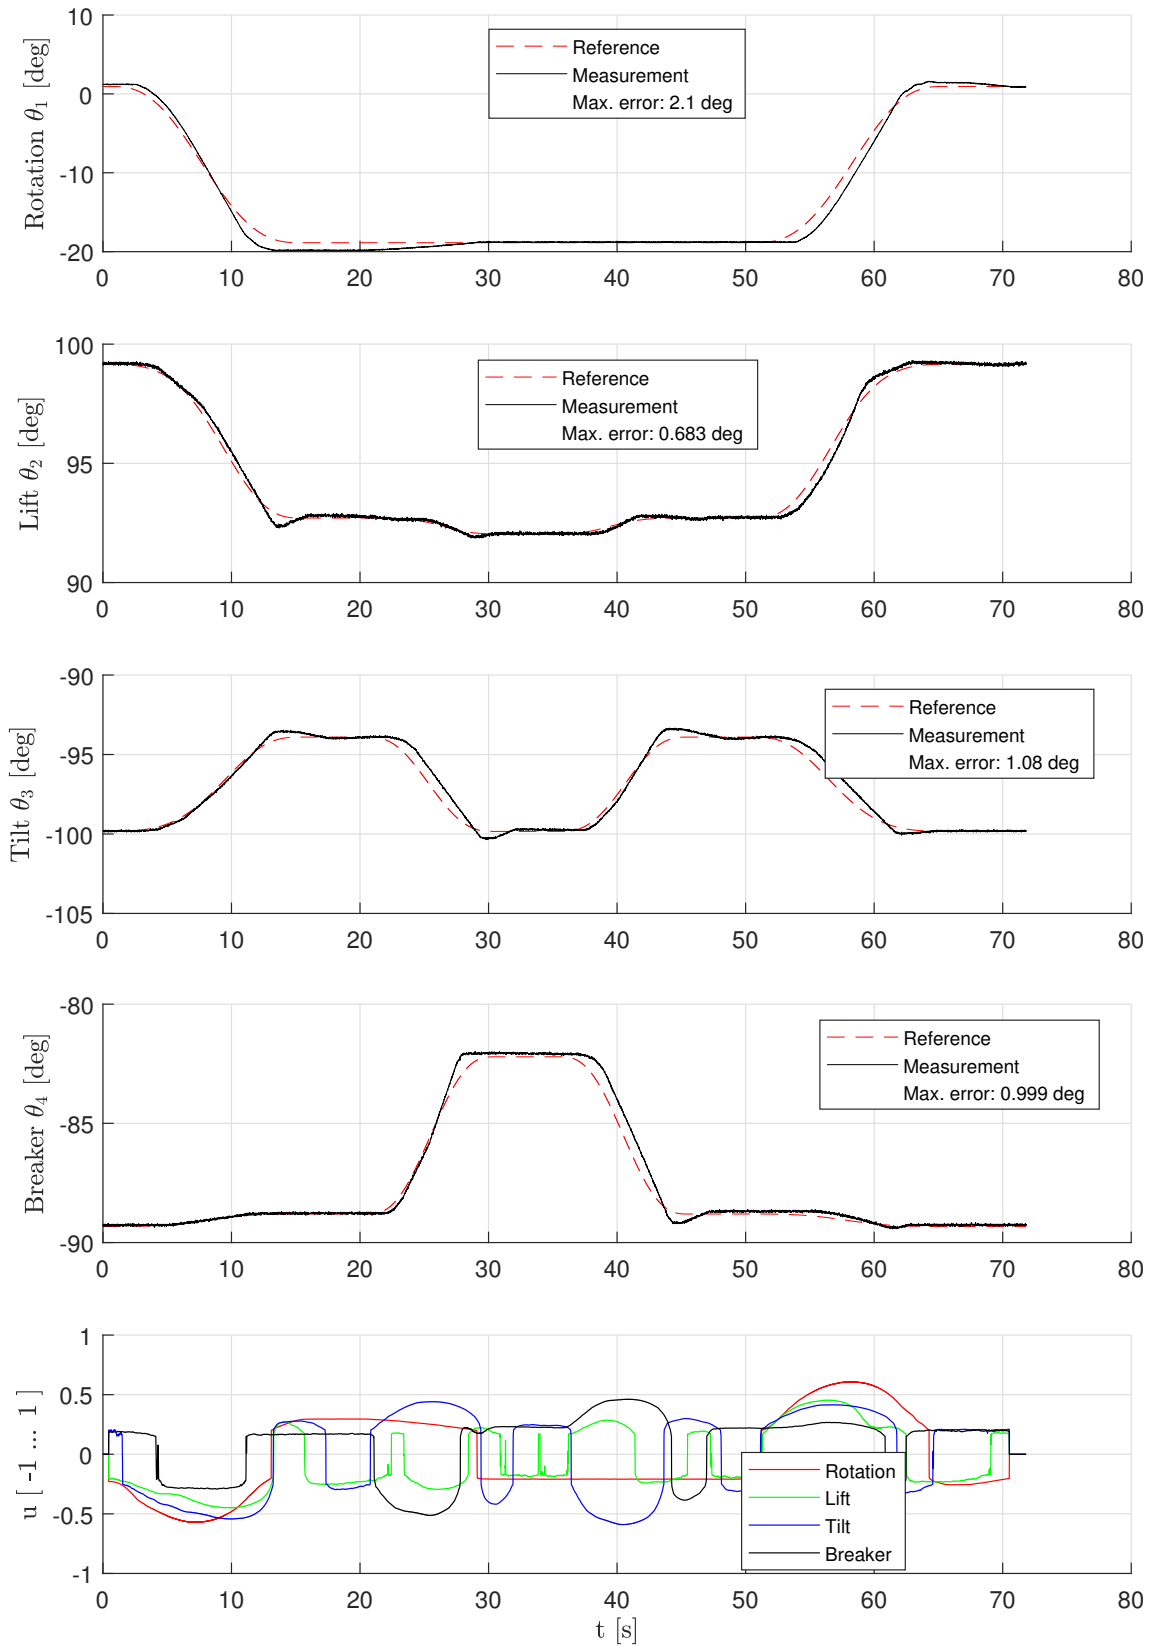 10
0
-10
-20
Rotation θ1 [deg]
Reference
Measurement
Max. error: 2.1 deg
0 10 20 30 40 50 60 70 80
100
95
90
Lift θ2 [deg]
Reference
Measurement
Max. error: 0.683 deg
0 10 20 30 40 50 60 70 80
-90
-95
-100
-105
Tilt θ3 [deg]
Reference
Measurement
Max. error: 1.08 deg
0 10 20 30 40 50 60 70 80
-80
-85
-90
Breaker θ4 [deg]
Reference
Measurement
Max. error: 0.999 deg
0 10 20 30 40 50 60 70 80
1
0.5
0
-0.5
-1
u [ -1 ... 1 ]
Rotation
Lift
Tilt
Breaker
0 10 20 30 40 50 60 70 80
t [s]